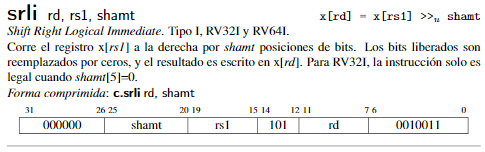 srli rd, rs1, shamt x[rd] = x[rs1] >>u shamt
Shift Right Logical Immediate. Tipo I, RV32I y RV64I.
Corre el registro x[rs1] a la derecha por shamt posiciones de bits. Los bits liberados son
reemplazados por ceros, y el resultado es escrito en x[rd]. Para RV32I, la instrucción solo es
legal cuando shamt[5]=0.
Forma comprimida: c.srli rd, shamt
31 26 25 20 19 15 14 12 11 7 6 0
000000 shamt rs1 101 rd 0010011